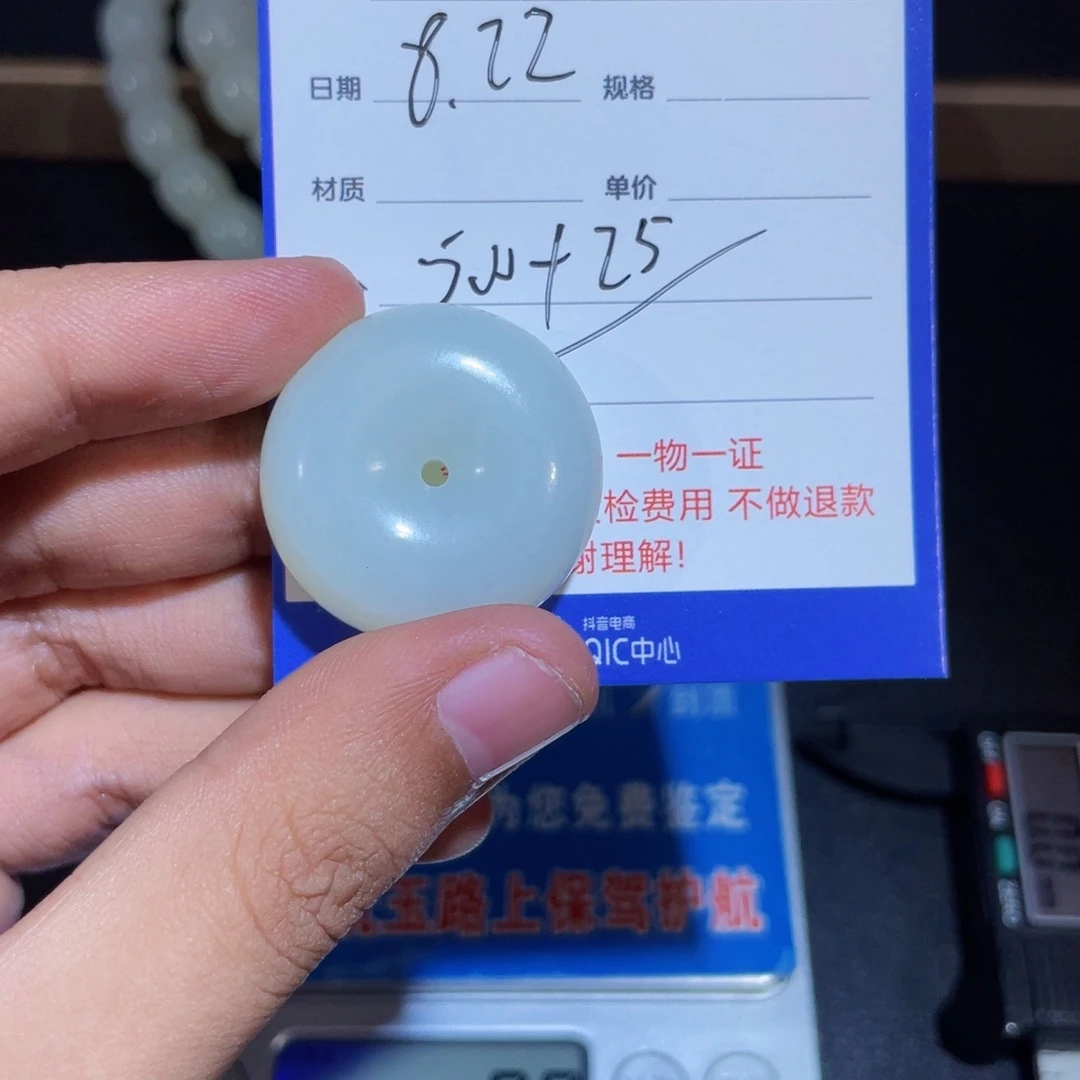 日期 8.22 规格
材质 单价
+25
一物一证
检费用 不做退款
谢理解!
抖音电商
QIC中心
为您免费鉴定
玉路上保驾护航